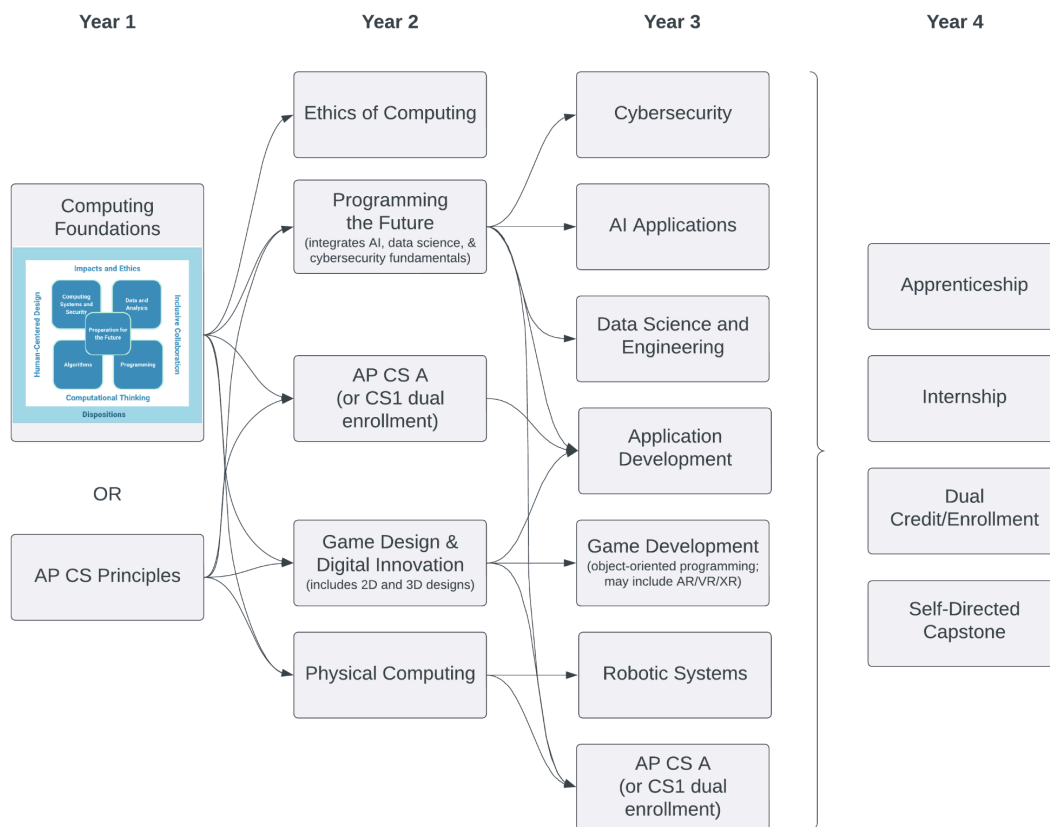 Year 1
Year 2
Year 3
Year 4
Computing
Foundations
Impacts and Ethics
Human-Centered Design
Computing
Systems and
Security
Data and
Analysis
Preparation for
the Future
Algorithms
Programming
Inclusive Collaboration
Computational Thinking
Dispositions
OR
AP CS Principles
Ethics of Computing
Programming
the Future
(integrates AI, data science, &
cybersecurity fundamentals)
AP CS A
(or CS1 dual
enrollment)
Game Design &
Digital Innovation
(includes 2D and 3D designs)
Physical Computing
Cybersecurity
AI Applications
Data Science and
Engineering
Application
Development
Game Development
(object-oriented programming;
may include AR/VR/XR)
Robotic Systems
AP CS A
(or CS1 dual
enrollment)
Apprenticeship
Internship
Dual
Credit/Enrollment
Self-Directed
Capstone